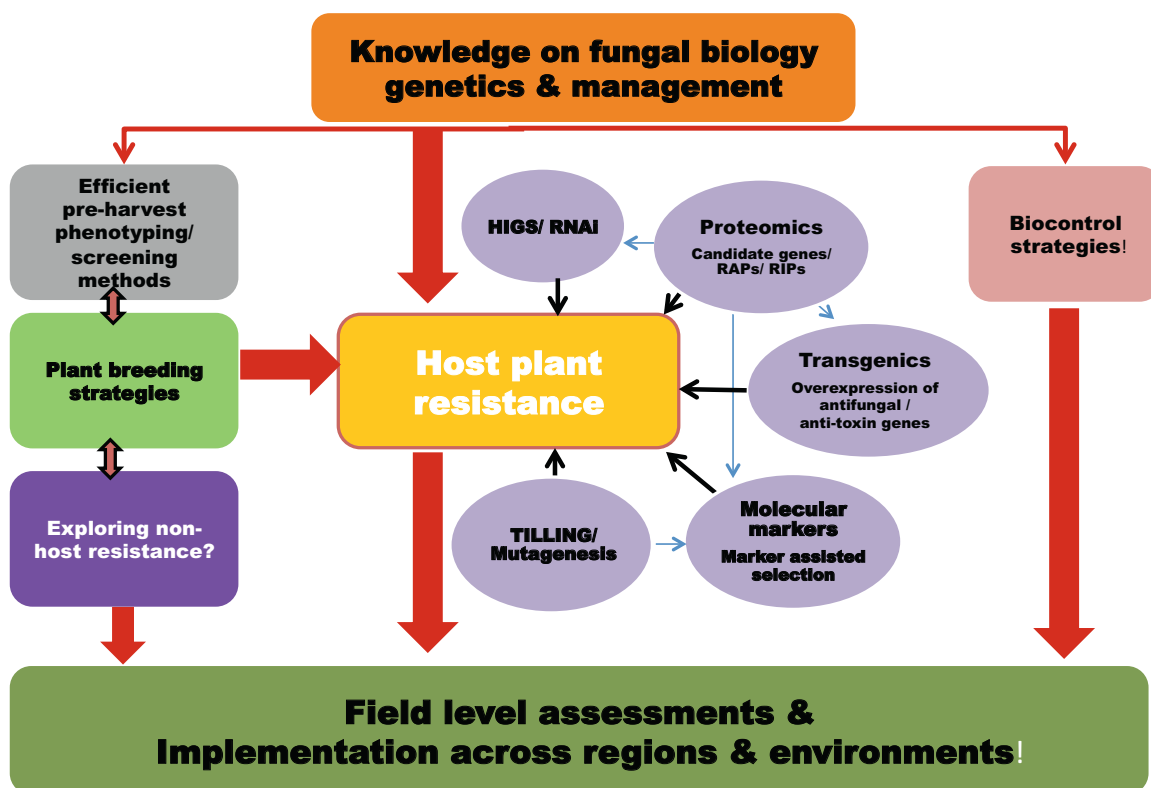 Knowledge on fungal biology
genetics & management
Efficient
pre-harvest
phenotyping/
screening
methods
HIGS/ RNAI
Proteomics
Candidate genes/
RAPs/ RIPs
Biocontrol
strategies!
Plant breeding
strategies
Host plant
resistance
Transgenics
Overexpression of
antifungal /
anti-toxin genes
Exploring non-
host resistance?
TILLING/
Mutagenesis
Molecular
markers
Marker assisted
selection
Field level assessments &
Implementation across regions & environments!